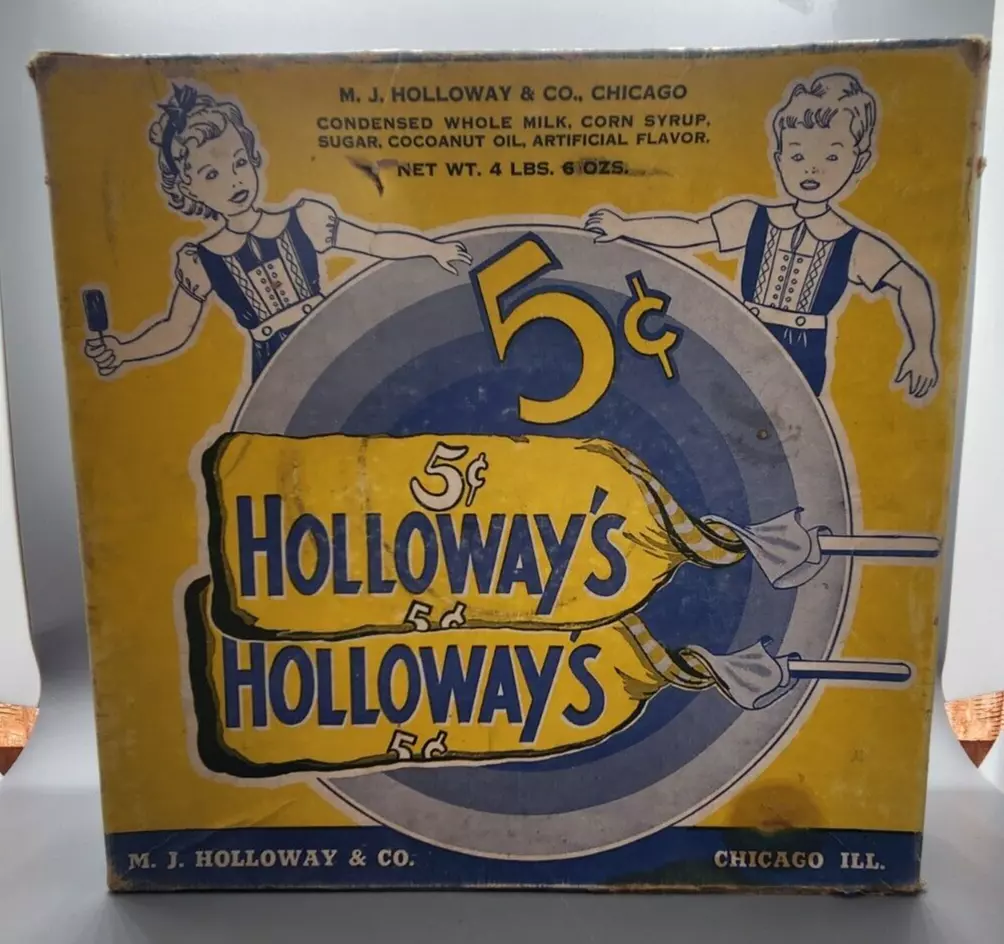 M. J. HOLLOWAY & CO., CHICAGO
CONDENSED WHOLE MILK, CORN SYRUP,
SUGAR, COCOANUT OIL, ARTIFICIAL FLAVOR.
NET WT. 4 LBS. 6 OZS.
5¢
5¢
HOLLOWAY'S
5¢
HOLLOWAY'S
5¢
M. J. HOLLOWAY & CO. CHICAGO ILL.